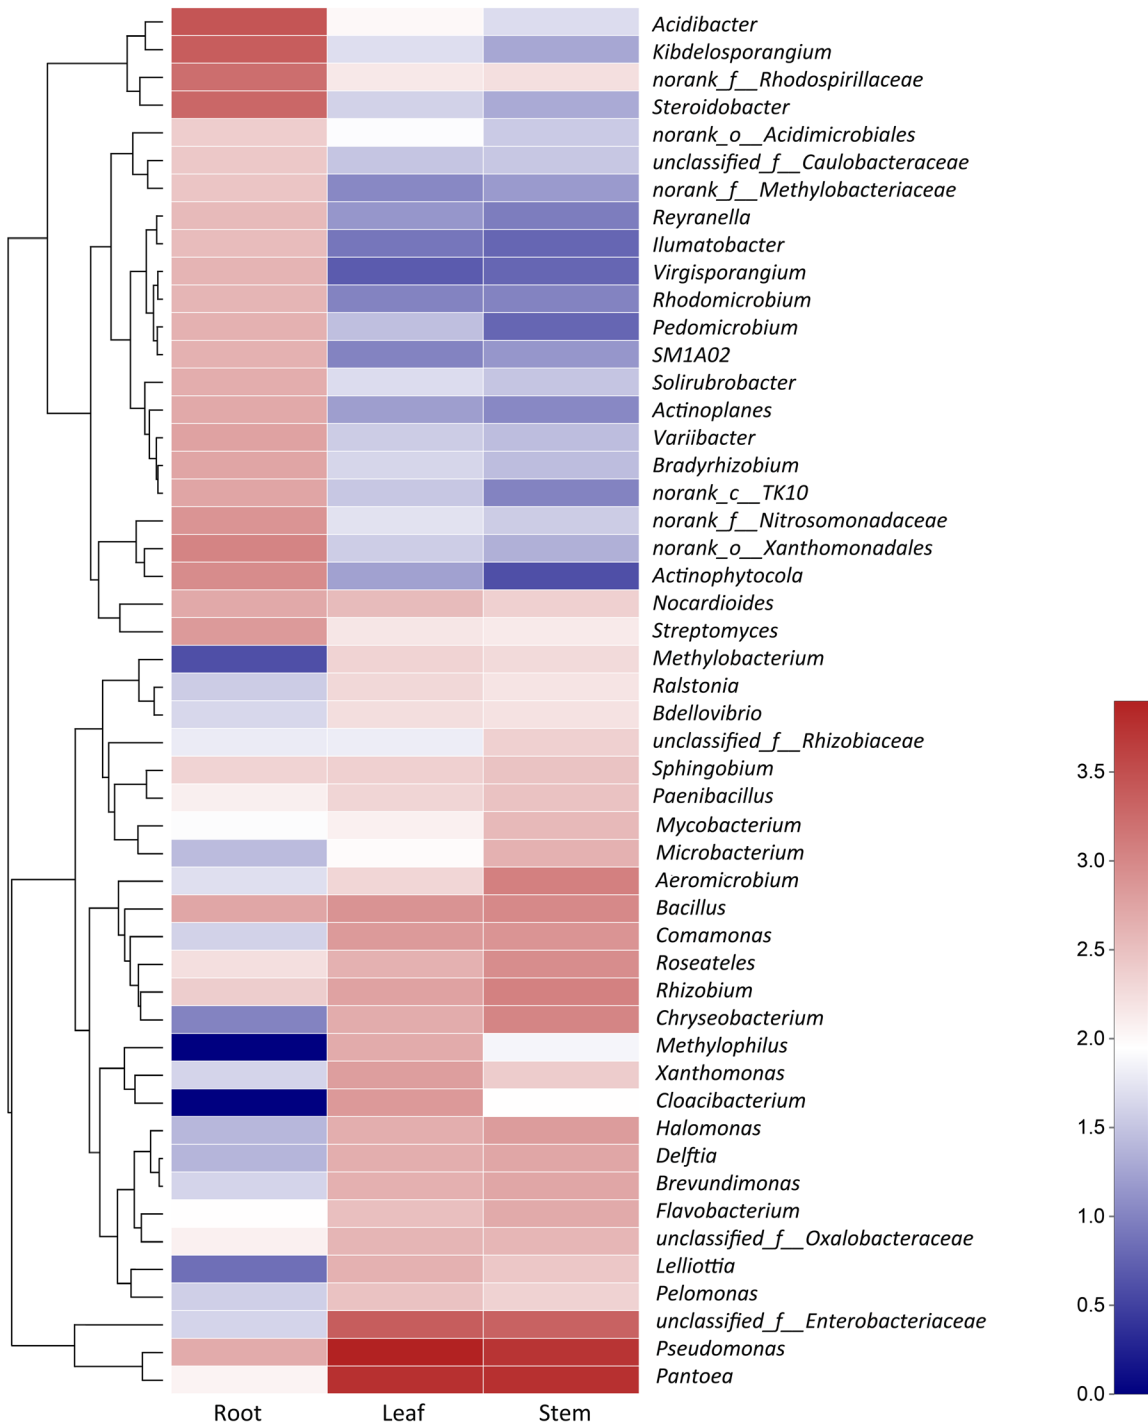 Acidibacter
Kibdelosporangium
norank_f__Rhodospirillaceae
Steroidobacter
norank_o__Acidimicrobiales
unclassified_f__Caulobacteraceae
norank_f__Methylobacteriaceae
Reyranella
Ilumatobacter
Virgisporangium
Rhodomicrobium
Pedomicrobium
SM1A02
Solirubrobacter
Actinoplanes
Variibacter
Bradyrhizobium
norank_c__TK10
norank_f__Nitrosomonadaceae
norank_o__Xanthomonadales
Actinophytocola
Nocardioides
Streptomyces
Methylobacterium
Ralstonia
Bdellovibrio
unclassified_f__Rhizobiaceae
Sphingobium
Paenibacillus
Mycobacterium
Microbacterium
Aeromicrobium
Bacillus
Comamonas
Roseateles
Rhizobium
Chryseobacterium
Methylophilus
Xanthomonas
Cloacibacterium
Halomonas
Delftia
Brevundimonas
Flavobacterium
unclassified_f__Oxalobacteraceae
Lelliottia
Pelomonas
unclassified_f__Enterobacteriaceae
Pseudomonas
Pantoea
Root Leaf Stem
3.5
3.0
2.5
2.0
1.5
1.0
0.5
0.0